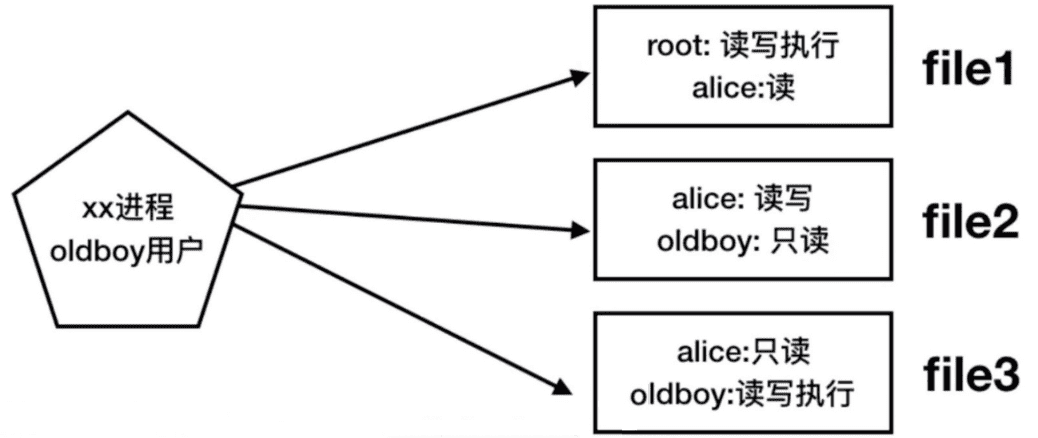 root: 读写执行
alice:读
file1
xx进程
oldboy用户
alice: 读写
oldboy: 只读
file2
alice:只读
oldboy:读写执行
file3